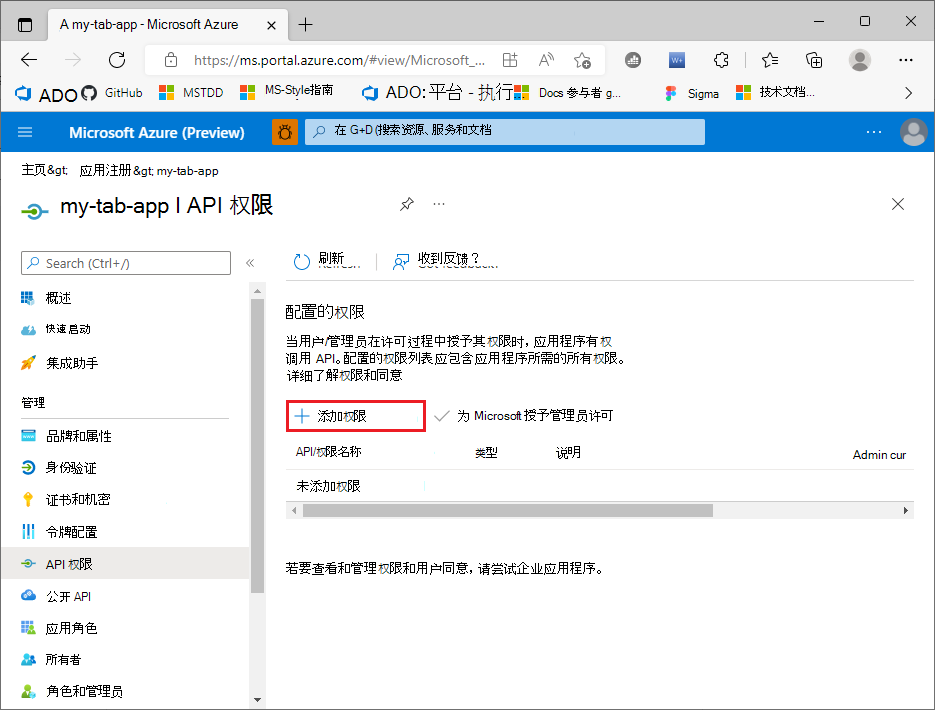 A my-tab-app - Microsoft Azure
https://ms.portal.azure.com/#view/Microsoft_...
ADO GitHub MSTDD MS-Style指南 ADO:平台 - 执行 Docs 参与者 g... Sigma 技术文档...
Microsoft Azure (Preview) 在 G+D (搜索资源、服务和文档
主页&gt; 应用注册&gt; my-tab-app
my-tab-app I API 权限
Search (Ctrl+/)
刷新 收到反馈？
概述
快速启动
集成助手
管理
品牌和属性
身份验证
证书和机密
令牌配置
API 权限
公开 API
应用角色
所有者
角色和管理员
配置的权限
当用户/管理员在许可过程中授予其权限时，应用程序有权
调用 API。配置的权限列表应包含应用程序所需的所有权限。
详细了解权限和同意
添加权限 为 Microsoft 授予管理员许可
API/权限名称 类型 说明 Admin cur
未添加权限
若要查看和管理权限和用户同意，请尝试企业应用程序。